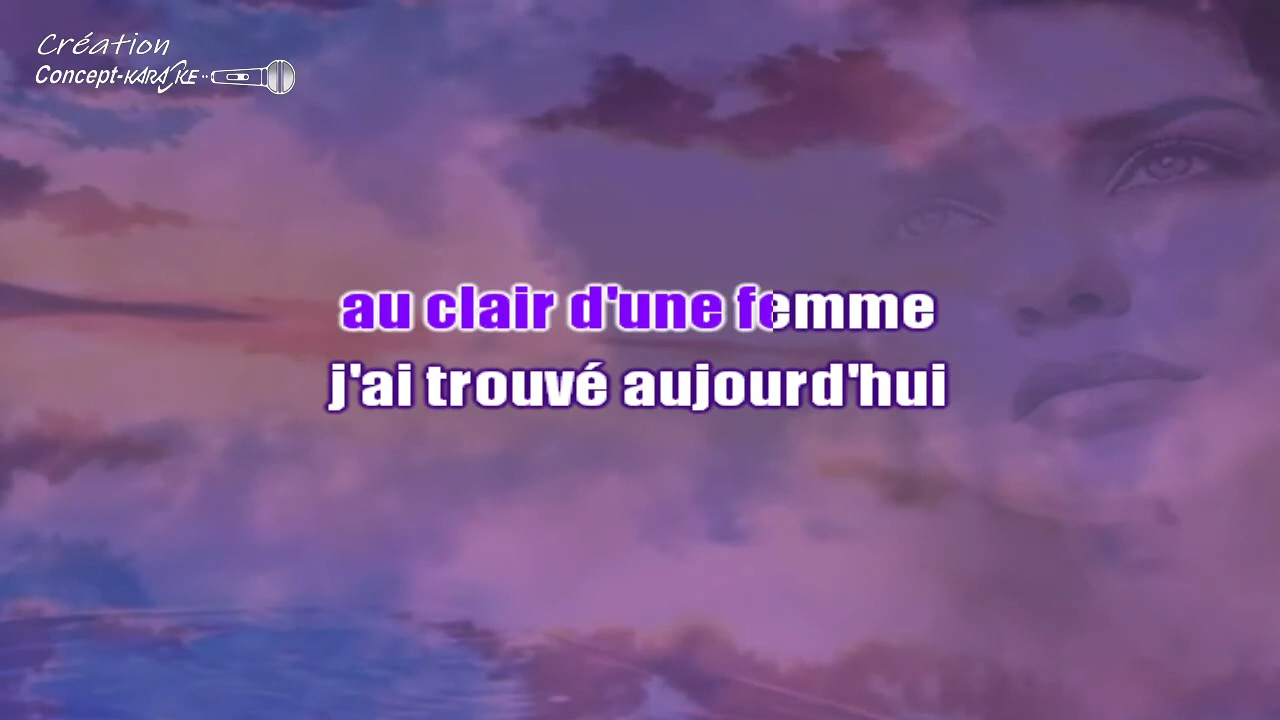 Création
Concept-KARAOKE
au clair d'une femme
j'ai trouvé aujourd'hui